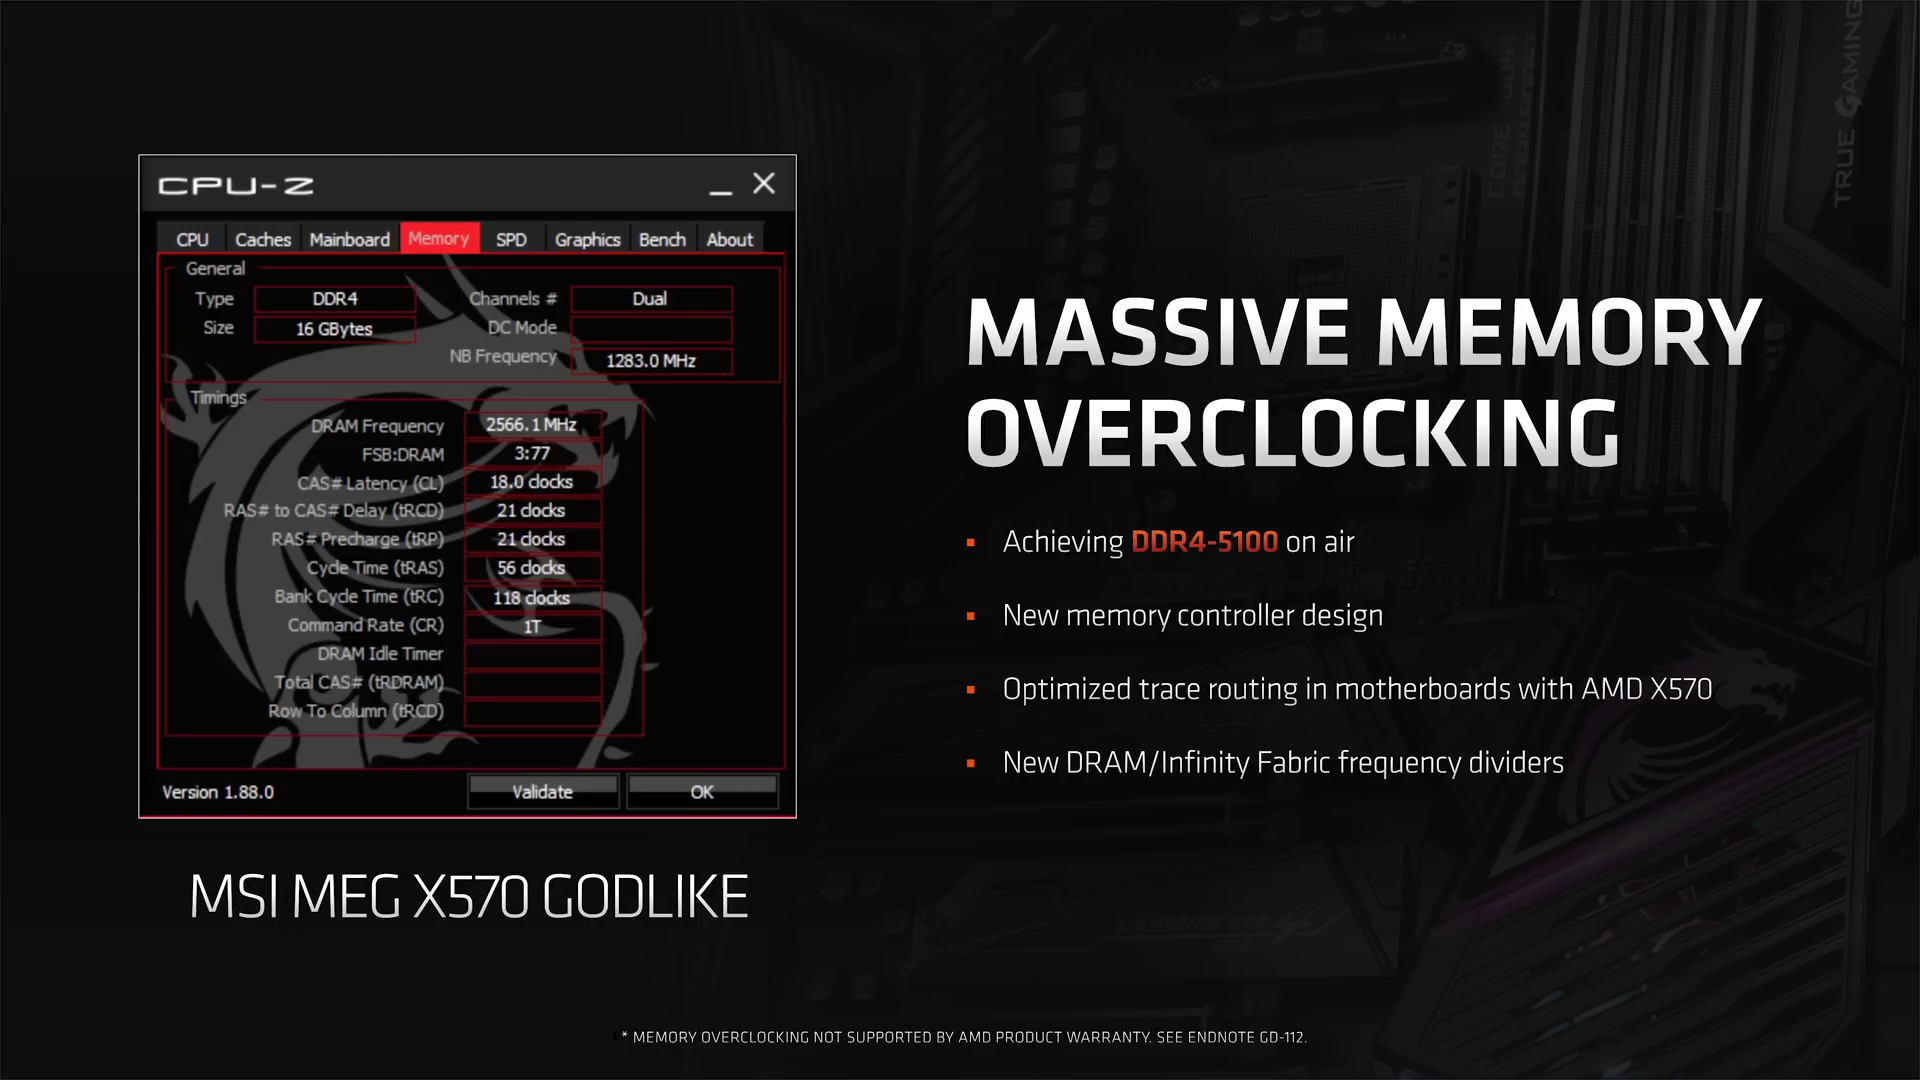 CPU-Z
CPU Caches Mainboard Memory SPD Graphics Bench About
General
Type DDR4 Channels # Dual
Size 16 GBytes DC Mode
NB Frequency 1283.0 MHz
Timings
DRAM Frequency 2566.1 MHz
FSB:DRAM 3:77
CAS# Latency (CL) 18.0 clocks
RAS# to CAS# Delay (tRCD) 21 clocks
RAS# Precharge (tRP) 21 clocks
Cycle Time (tRAS) 56 clocks
Bank Cycle Time (tRC) 118 clocks
Command Rate (CR) 1T
DRAM Idle Timer
Total CAS# (tRDRAM)
Row To Column (tRCD)
Version 1.88.0 Validate OK
MSI MEG X570 GODLIKE
MASSIVE MEMORY
OVERCLOCKING
▪ Achieving DDR4-5100 on air
▪ New memory controller design
▪ Optimized trace routing in motherboards with AMD X570
▪ New DRAM/Infinity Fabric frequency dividers
TRUE GAMING
* MEMORY OVERCLOCKING NOT SUPPORTED BY AMD PRODUCT WARRANTY. SEE ENDNOTE GD-112.